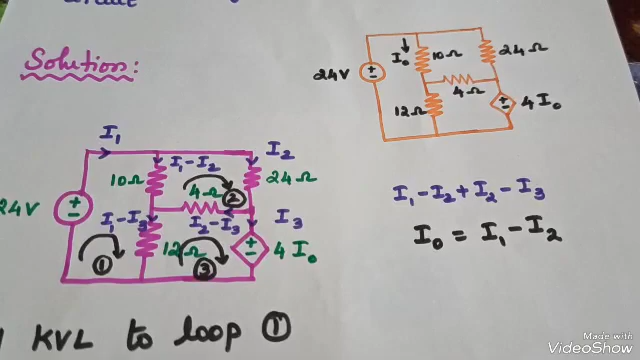 Solution:
24V
I₀
10Ω
24Ω
4Ω
12Ω
4I₀
I₁
I₁-I₂
I₂
10Ω
4Ω
24Ω
②
24V
I₁-I₃
I₂-I₃
I₃
12Ω
4I₀
①
③
I₁-I₂+I₂-I₃
I₀ = I₁-I₂
KVL to loop ①
Made with
VideoShow